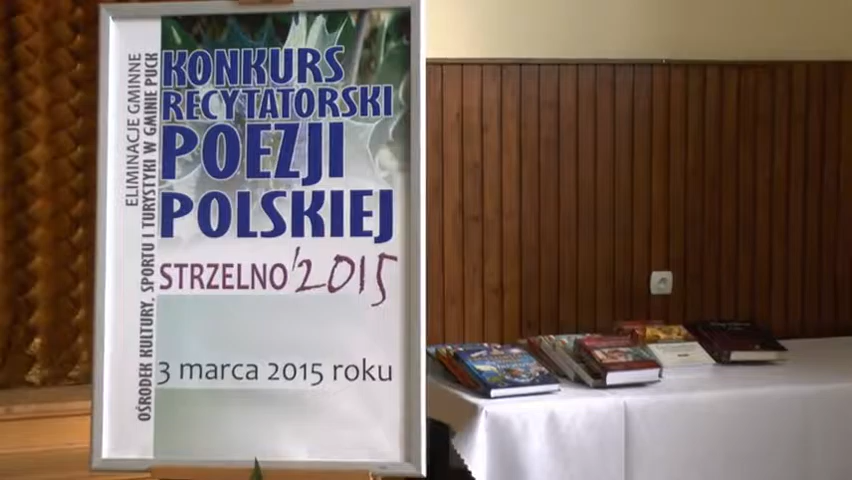 KONKURS
RECYTATORSKI
POEZJI
POLSKIEJ
STRZELNO'2015
3 marca 2015 roku
ELIMINACJE GMINNE
OŚRODEK KULTURY, SPORTU I TURYSTYKI W GMINIE PUCK